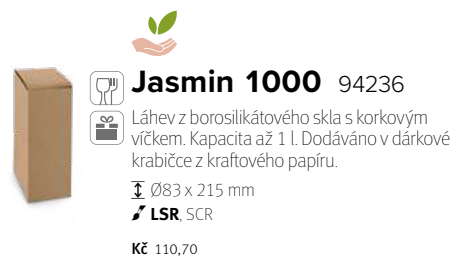 Jasmin 1000 94236
Láhev z borosilikátového skla s korkovým
víčkem. Kapacita až 1 l. Dodáváno v dárkové
krabičce z kraftového papíru.
Ø83 x 215 mm
LSR, SCR
Kč 110,70